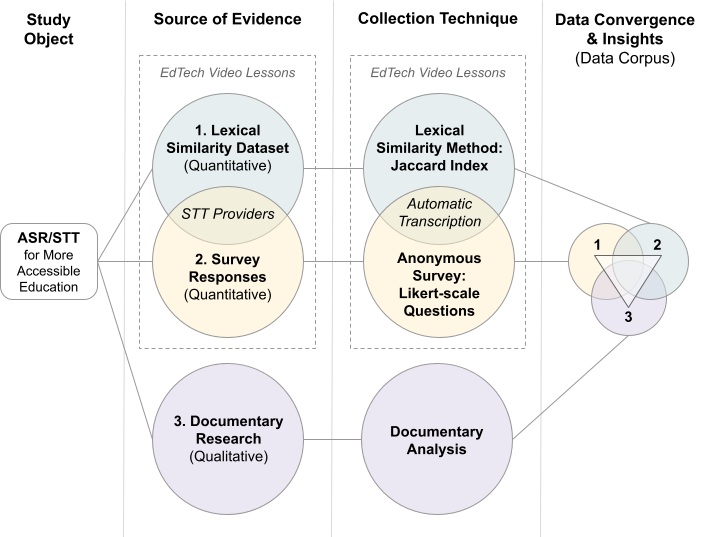 Study
Object
Source of Evidence
Collection Technique
Data Convergence
& Insights
(Data Corpus)
EdTech Video Lessons
EdTech Video Lessons
1. Lexical
Similarity Dataset
(Quantitative)
Lexical
Similarity Method:
Jaccard Index
STT Providers
Automatic
Transcription
ASR/STT
for More
Accessible
Education
2. Survey
Responses
(Quantitative)
Anonymous
Survey:
Likert-scale
Questions
1
2
3
3. Documentary
Research
(Qualitative)
Documentary
Analysis